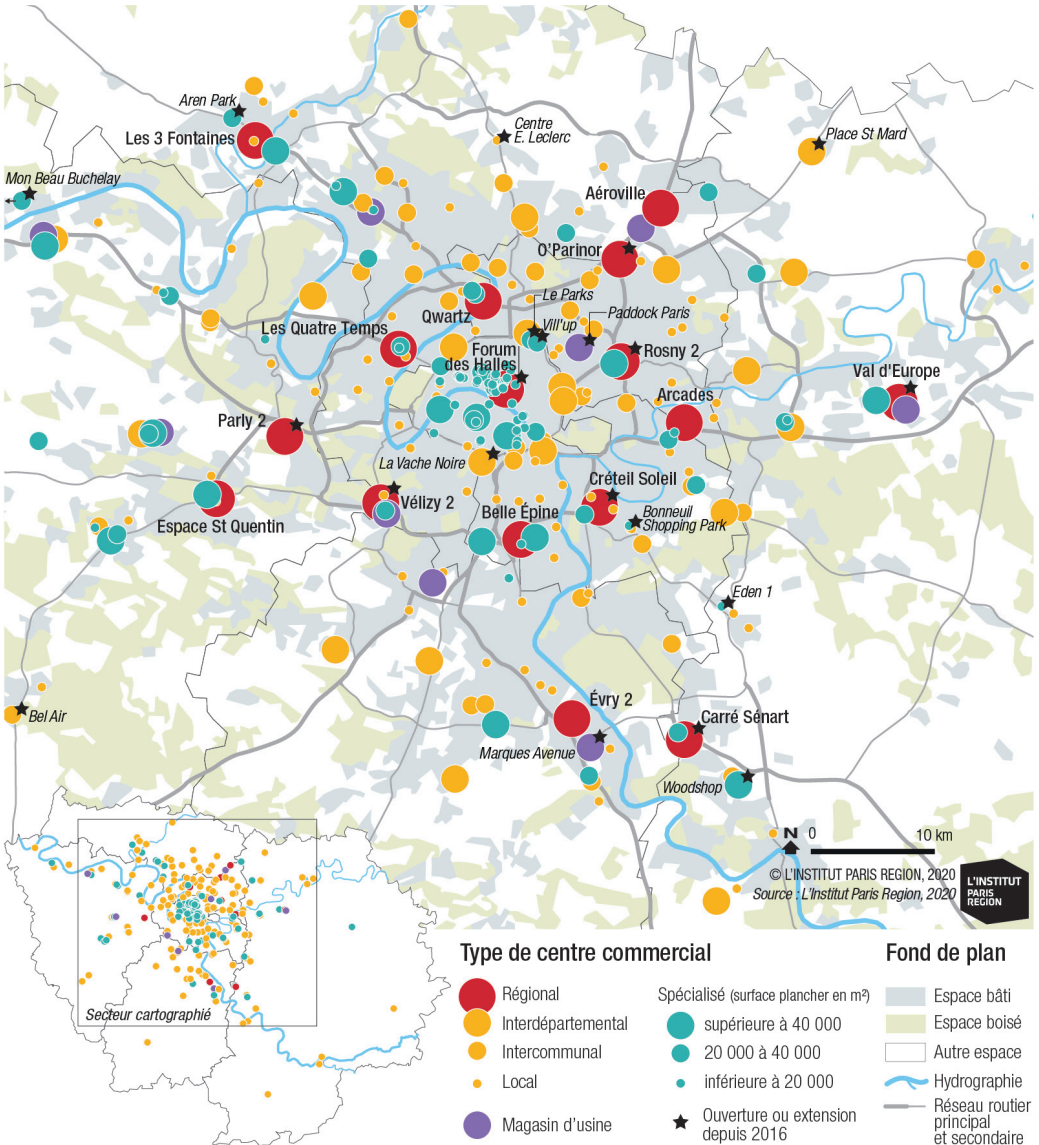 Aren Park
Les 3 Fontaines
Centre
E. Leclerc
Place St Mard
Mon Beau Buchelay
Aéroville
O'Parinor
Le Parks
Qwartz
Vill'up
Paddock Paris
Les Quatre Temps
Forum
des Halles
Rosny 2
Val d'Europe
Arcades
Parly 2
La Vache Noire
Créteil Soleil
Vélizy 2
Belle Épine
Bonneuil
Shopping Park
Espace St Quentin
Eden 1
Bel Air
Évry 2
Carré Sénart
Marques Avenue
Woodshop
N 0 10 km
© L'INSTITUT PARIS REGION, 2020
Source : L'Institut Paris Region, 2020
L'INSTITUT
PARIS
REGION
Secteur cartographié
Type de centre commercial
Régional
Interdépartemental
Intercommunal
Local
Magasin d'usine
Spécialisé (surface plancher en m²)
supérieure à 40 000
20 000 à 40 000
inférieure à 20 000
Ouverture ou extension
depuis 2016
Fond de plan
Espace bâti
Espace boisé
Autre espace
Hydrographie
Réseau routier
principal
et secondaire